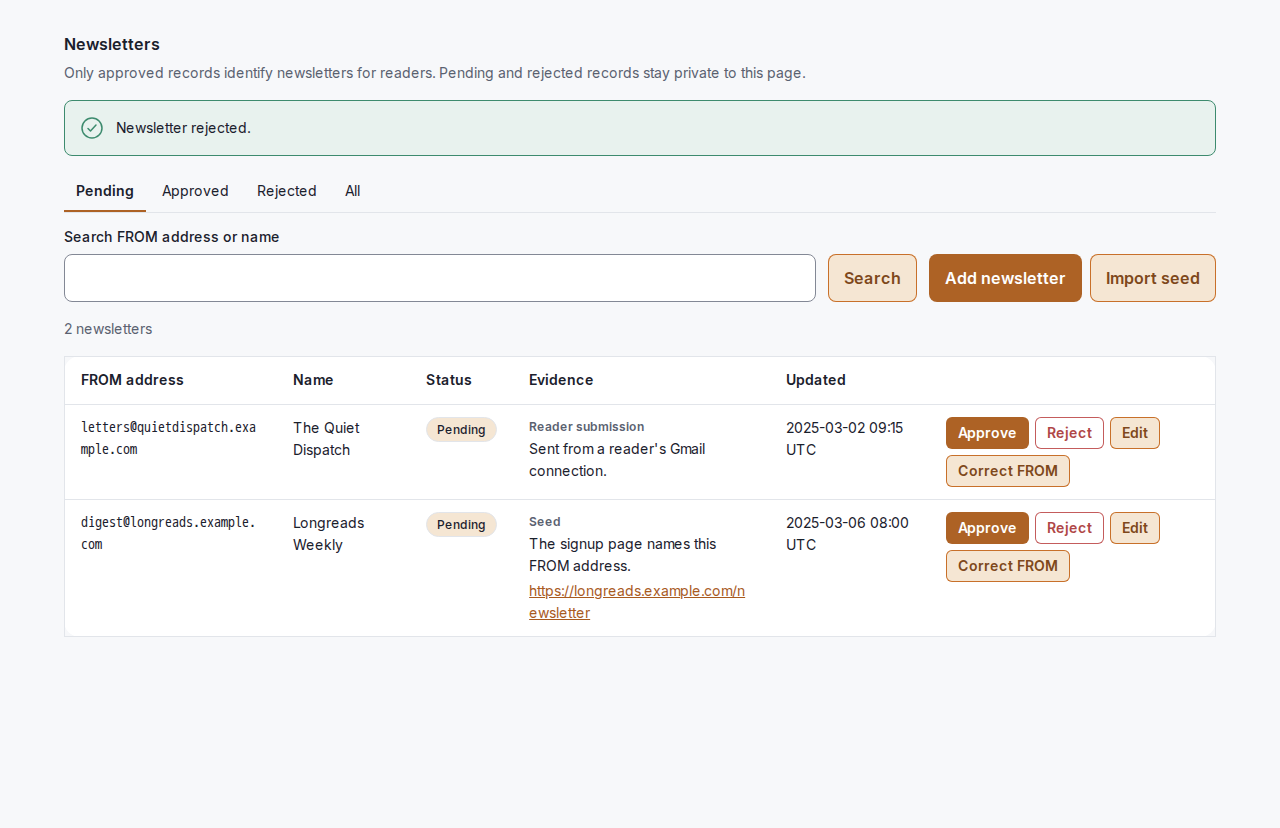 Newsletters
Only approved records identify newsletters for readers. Pending and rejected records stay private to this page.
Newsletter rejected.
Pending Approved Rejected All
Search FROM address or name
Search Add newsletter Import seed
2 newsletters
FROM address Name Status Evidence Updated
letters@quietdispatch.exa
mple.com
The Quiet
Dispatch
Pending
Reader submission
Sent from a reader's Gmail
connection.
2025-03-02 09:15
UTC
Approve Reject Edit
Correct FROM
digest@longreads.example.
com
Longreads
Weekly
Pending
Seed
The signup page names this
FROM address.
https://longreads.example.com/n
ewsletter
2025-03-06 08:00
UTC
Approve Reject Edit
Correct FROM